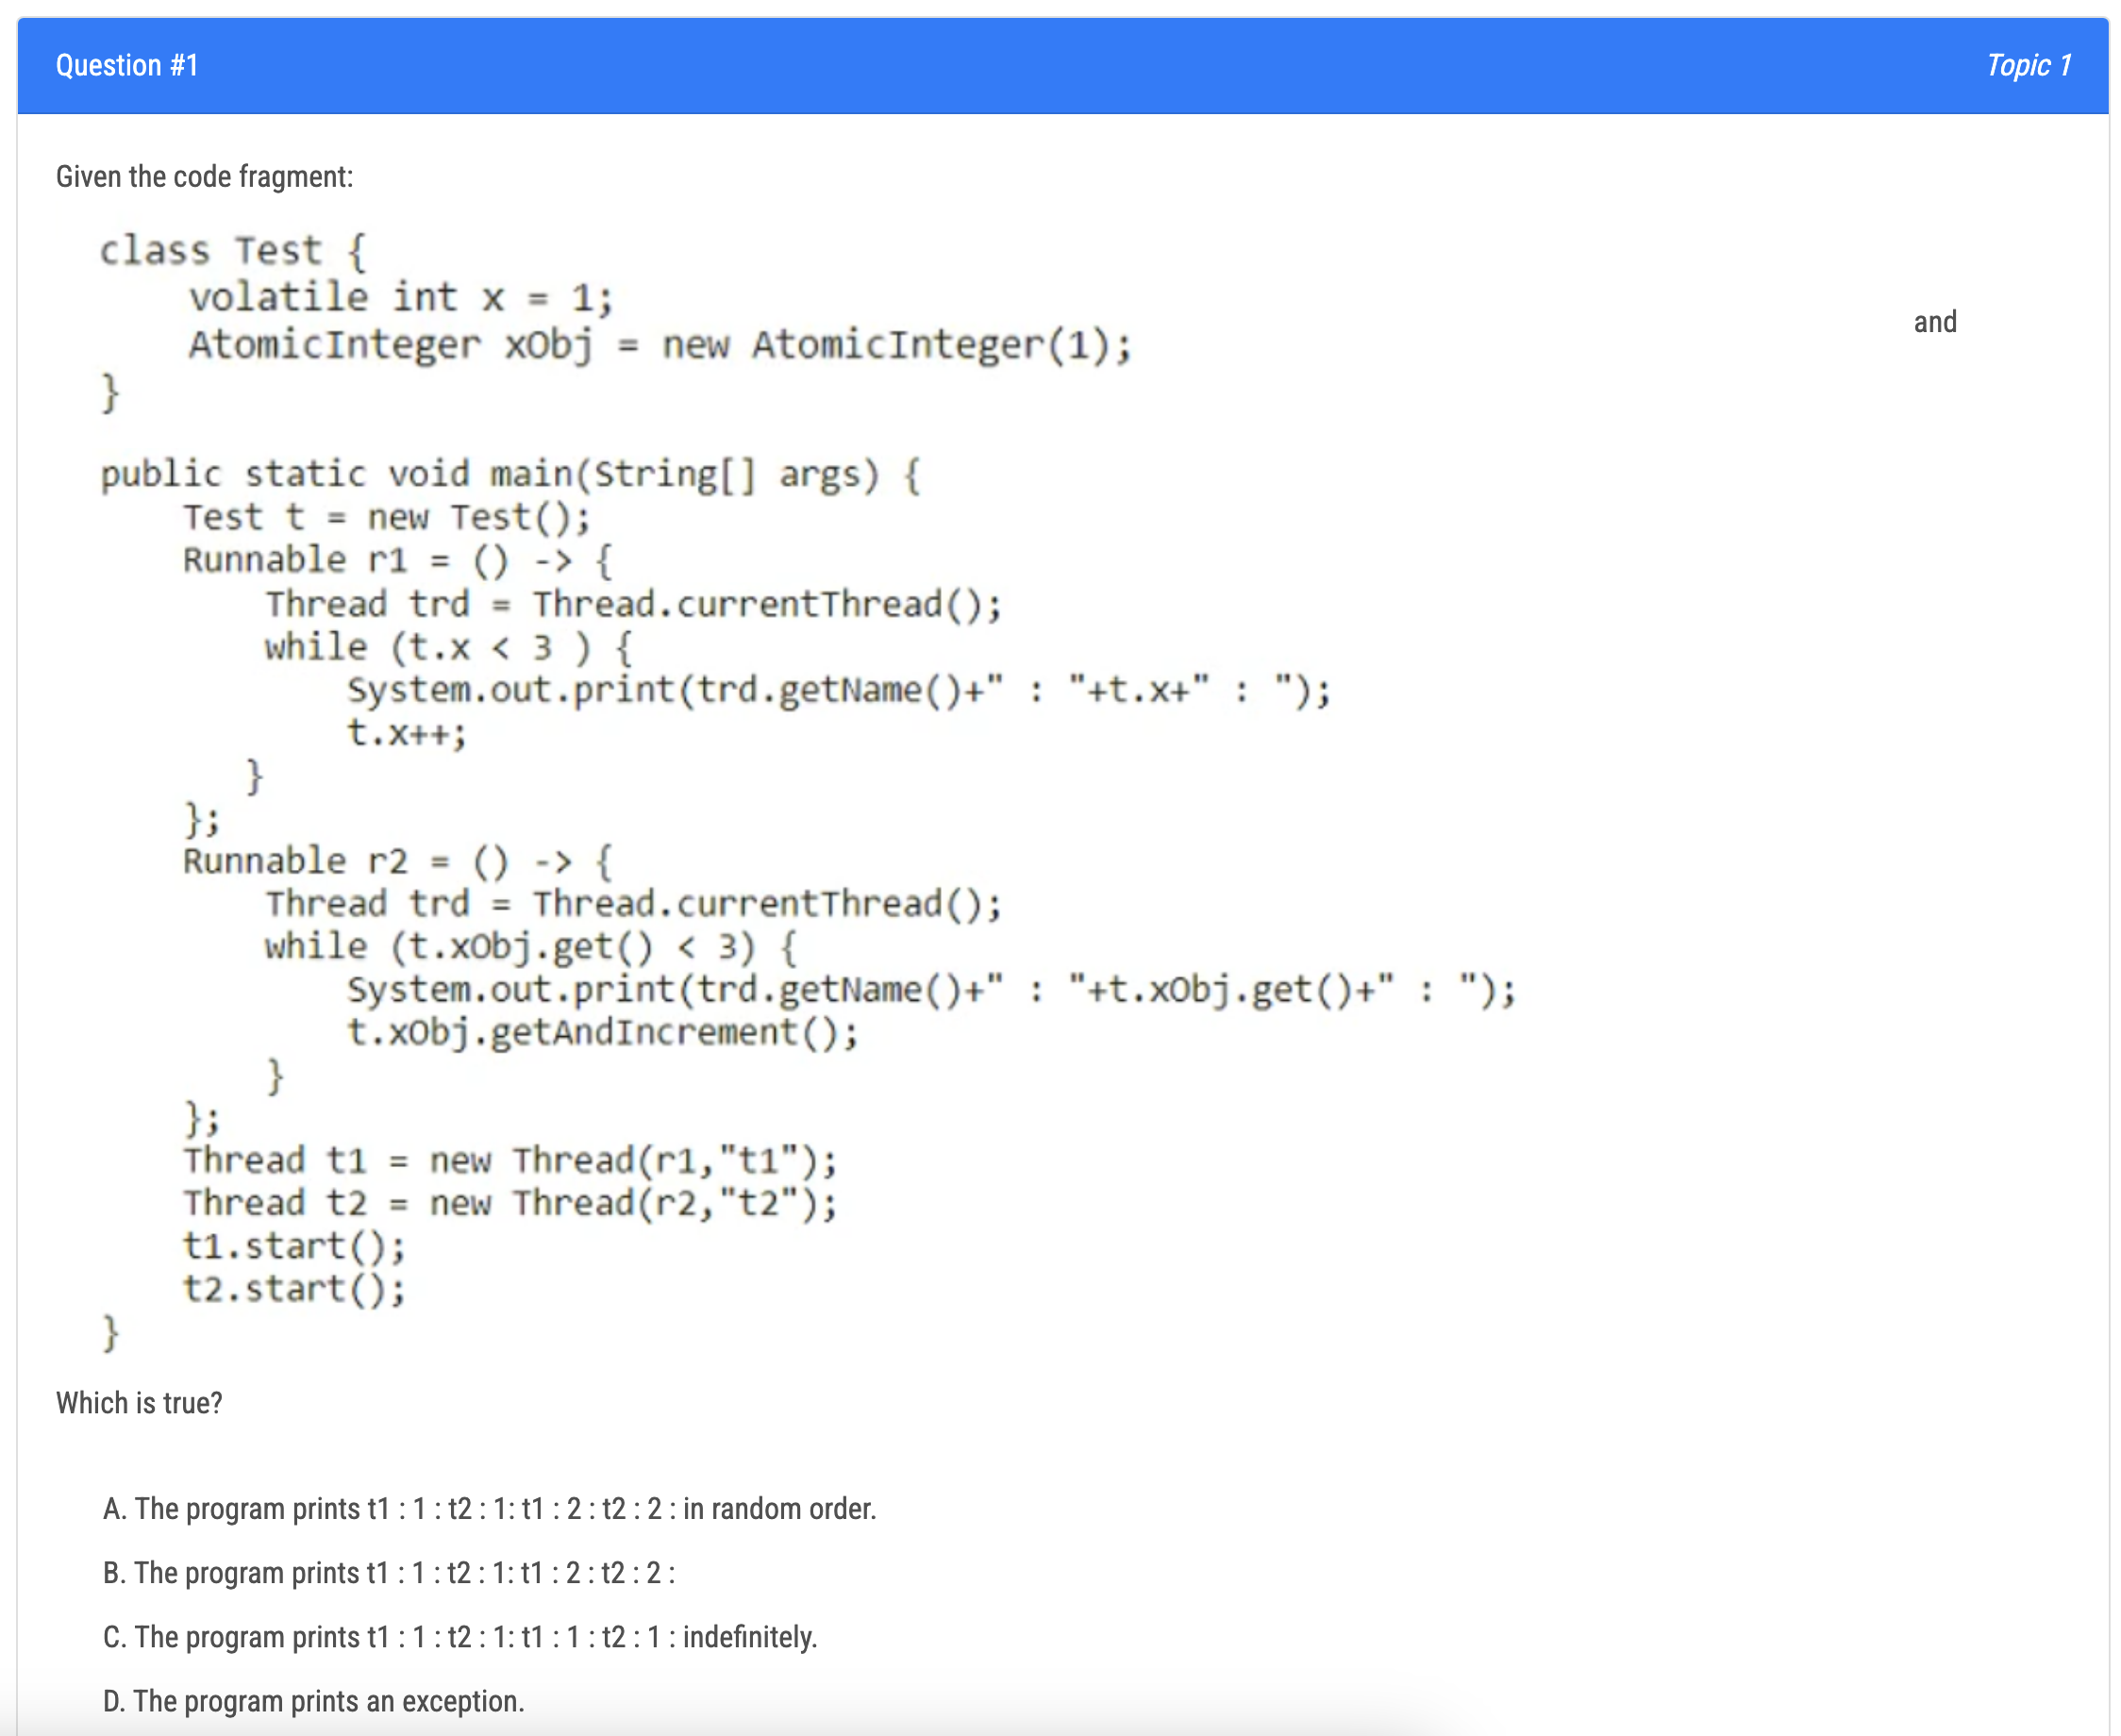 Question #1
Topic 1
Given the code fragment:
class Test {
    volatile int x = 1;
    AtomicInteger xObj = new AtomicInteger(1);
}
and
public static void main(String[] args) {
    Test t = new Test();
    Runnable r1 = () -> {
        Thread trd = Thread.currentThread();
        while (t.x < 3 ) {
            System.out.print(trd.getName()+" : "+t.x+" : ");
            t.x++;
       }
    };
    Runnable r2 = () -> {
        Thread trd = Thread.currentThread();
        while (t.xObj.get() < 3) {
            System.out.print(trd.getName()+" : "+t.xObj.get()+" : ");
            t.xObj.getAndIncrement();
        }
    };
    Thread t1 = new Thread(r1,"t1");
    Thread t2 = new Thread(r2,"t2");
    t1.start();
    t2.start();
}
Which is true?
A. The program prints t1 : 1 : t2 : 1: t1 : 2 : t2 : 2 : in random order.
B. The program prints t1 : 1 : t2 : 1: t1 : 2 : t2 : 2 :
C. The program prints t1 : 1 : t2 : 1: t1 : 1 : t2 : 1 : indefinitely.
D. The program prints an exception.